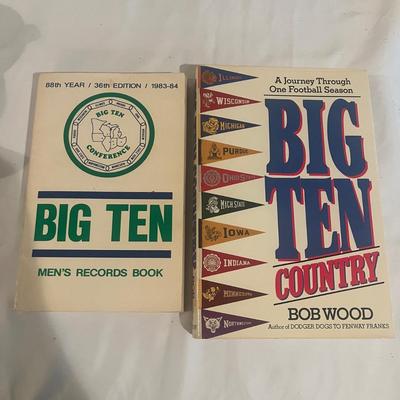 88th YEAR / 36th EDITION / 1983-84
BIG TEN
CONFERENCE
BIG TEN
MEN'S RECORDS BOOK
A Journey Through
One Football Season
BIG
TEN
COUNTRY
BOB WOOD
Author of DODGER DOGS TO FENWAY FRANKS
ILLINOIS
WISCONSIN
MICHIGAN
PURDUE
OHIO STATE
MICH STATE
IOWA
INDIANA
MINNESOTA
NORTHWESTERN